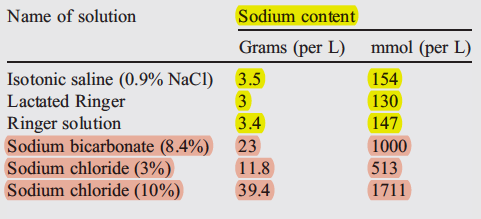 Name of solution Sodium content
Grams (per L) mmol (per L)
Isotonic saline (0.9% NaCl) 3.5 154
Lactated Ringer 3 130
Ringer solution 3.4 147
Sodium bicarbonate (8.4%) 23 1000
Sodium chloride (3%) 11.8 513
Sodium chloride (10%) 39.4 1711